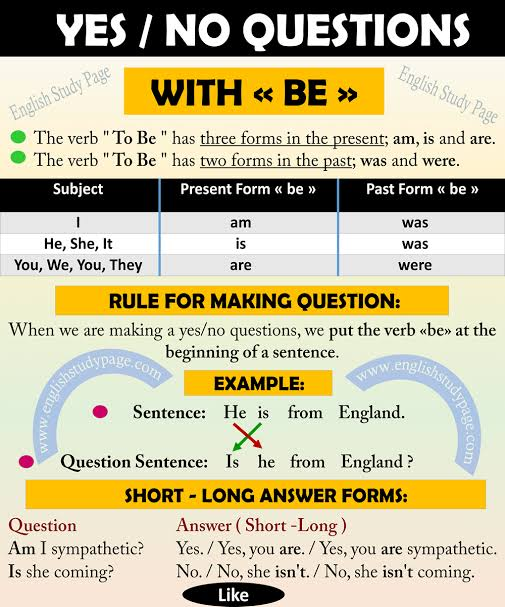 YES / NO QUESTIONS
English Study Page
English Study Page
WITH « BE »
The verb " To Be " has three forms in the present; am, is and are.
The verb " To Be " has two forms in the past; was and were.
Subject Present Form « be » Past Form « be »
I am was
He, She, It is was
You, We, You, They are were
RULE FOR MAKING QUESTION:
When we are making a yes/no questions, we put the verb «be» at the
beginning of a sentence.
www.englishstudypage.com
www.englishstudypage.com
EXAMPLE:
Sentence: He is from England.
Question Sentence: Is he from England ?
SHORT - LONG ANSWER FORMS:
Question Answer ( Short -Long )
Am I sympathetic? Yes. / Yes, you are. / Yes, you are sympathetic.
Is she coming? No. / No, she isn't. / No, she isn't coming.
Like